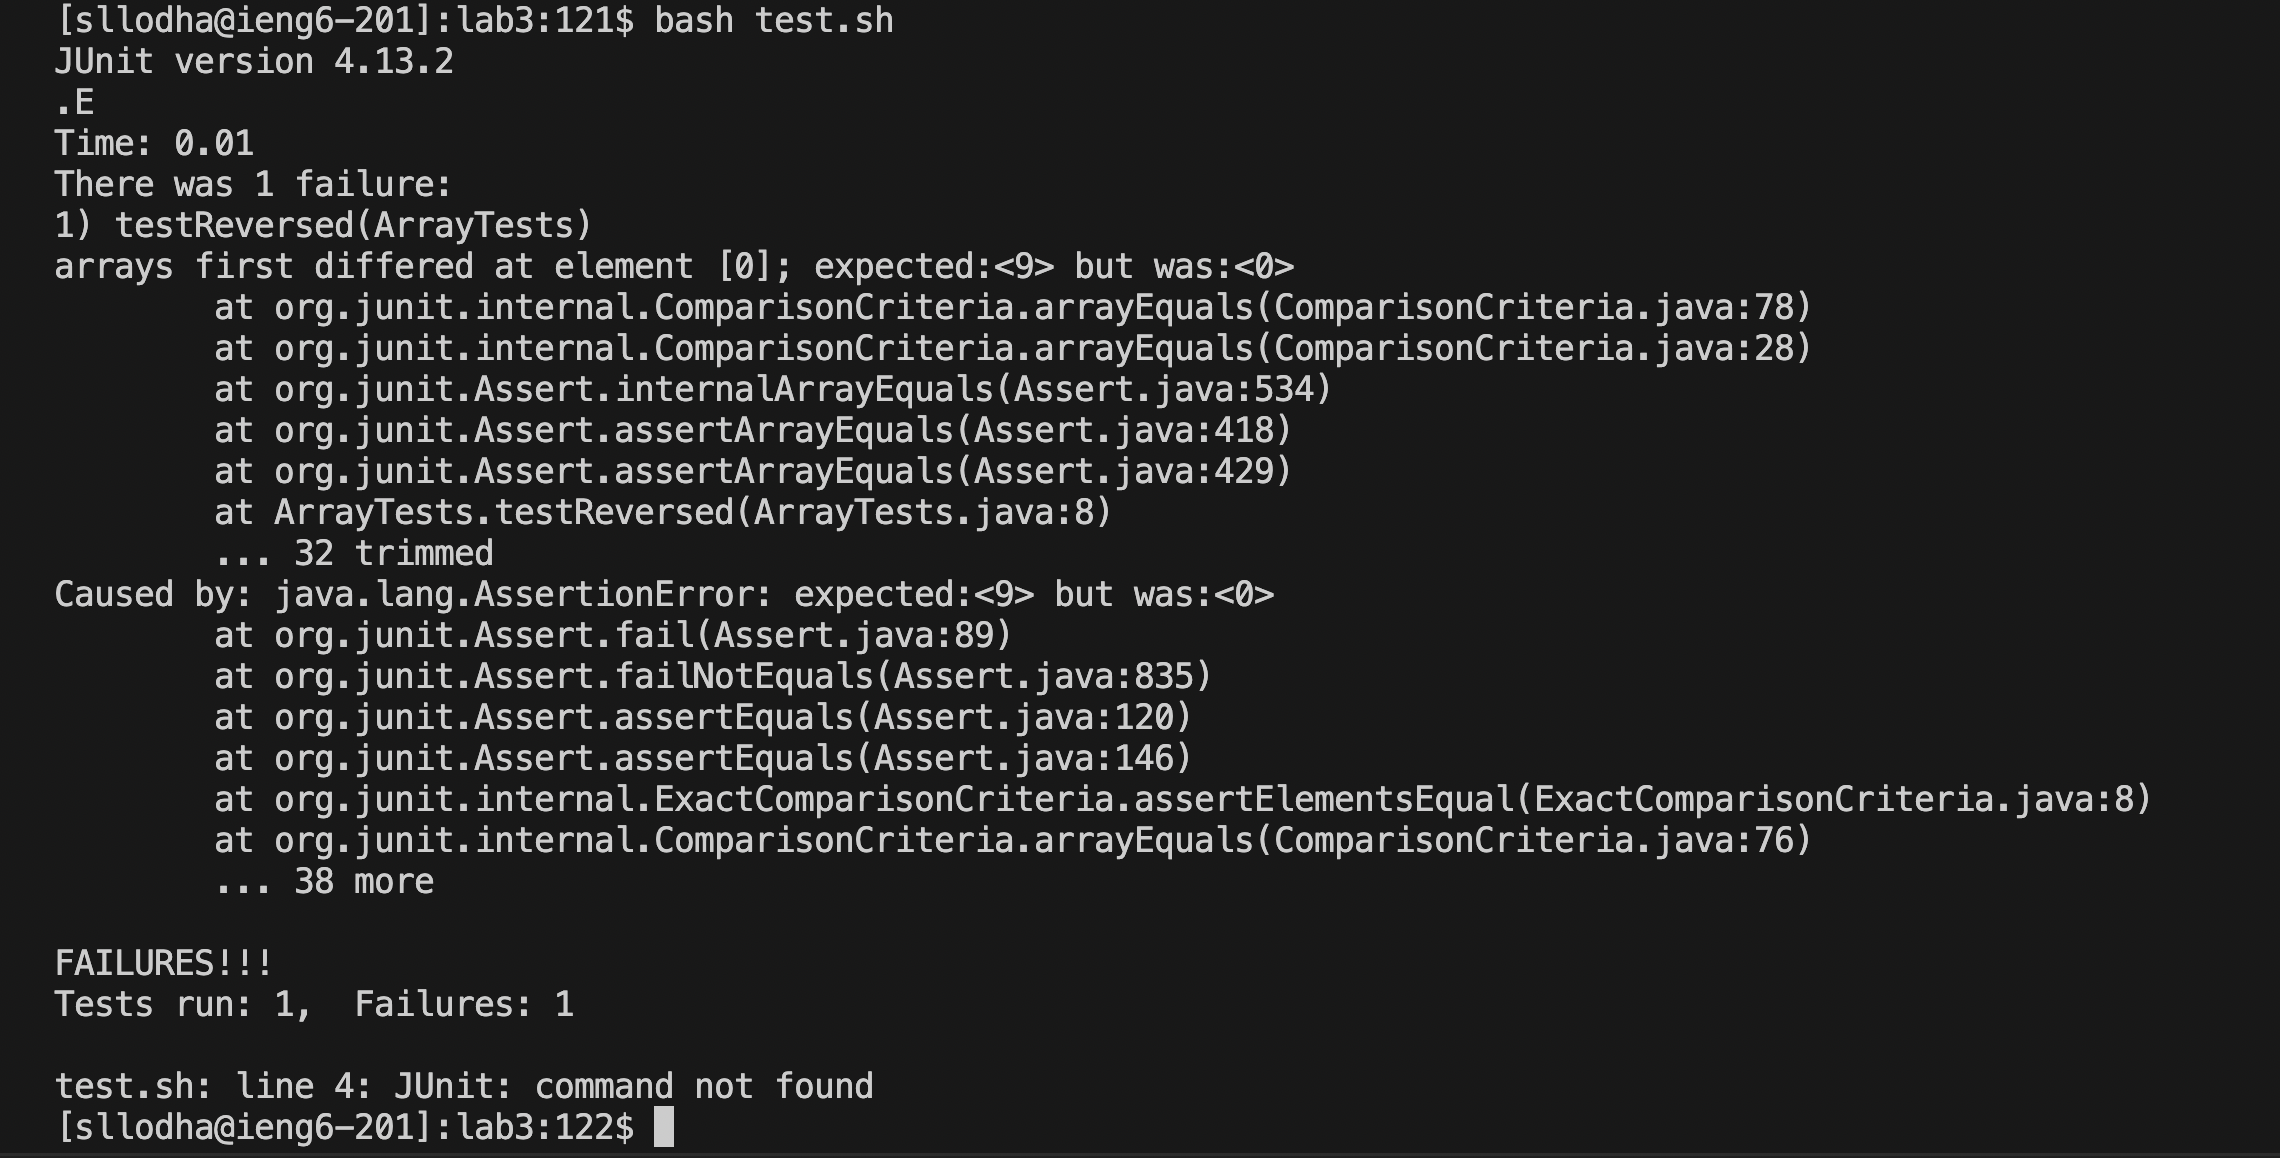 [sllodha@ieng6-201]:lab3:121$ bash test.sh
JUnit version 4.13.2
.E
Time: 0.01
There was 1 failure:
1) testReversed(ArrayTests)
arrays first differed at element [0]; expected:<9> but was:<0>
        at org.junit.internal.ComparisonCriteria.arrayEquals(ComparisonCriteria.java:78)
        at org.junit.internal.ComparisonCriteria.arrayEquals(ComparisonCriteria.java:28)
        at org.junit.Assert.internalArrayEquals(Assert.java:534)
        at org.junit.Assert.assertArrayEquals(Assert.java:418)
        at org.junit.Assert.assertArrayEquals(Assert.java:429)
        at ArrayTests.testReversed(ArrayTests.java:8)
        ... 32 trimmed
Caused by: java.lang.AssertionError: expected:<9> but was:<0>
        at org.junit.Assert.fail(Assert.java:89)
        at org.junit.Assert.failNotEquals(Assert.java:835)
        at org.junit.Assert.assertEquals(Assert.java:120)
        at org.junit.Assert.assertEquals(Assert.java:146)
        at org.junit.internal.ExactComparisonCriteria.assertElementsEqual(ExactComparisonCriteria.java:8)
        at org.junit.internal.ComparisonCriteria.arrayEquals(ComparisonCriteria.java:76)
        ... 38 more

FAILURES!!!
Tests run: 1,  Failures: 1

test.sh: line 4: JUnit: command not found
[sllodha@ieng6-201]:lab3:122$